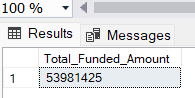 100 %
Results Messages
Total_Funded_Amount
1 53981425